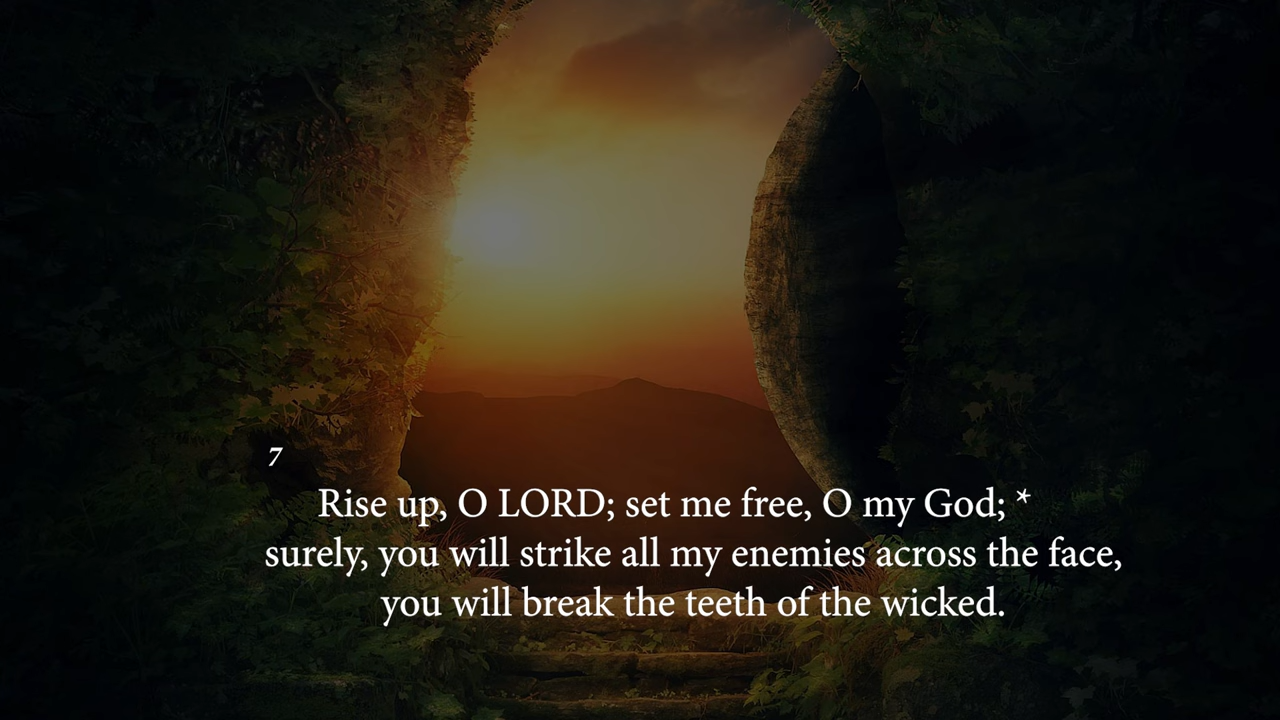 7
Rise up, O LORD; set me free, O my God; *
surely, you will strike all my enemies across the face,
you will break the teeth of the wicked.